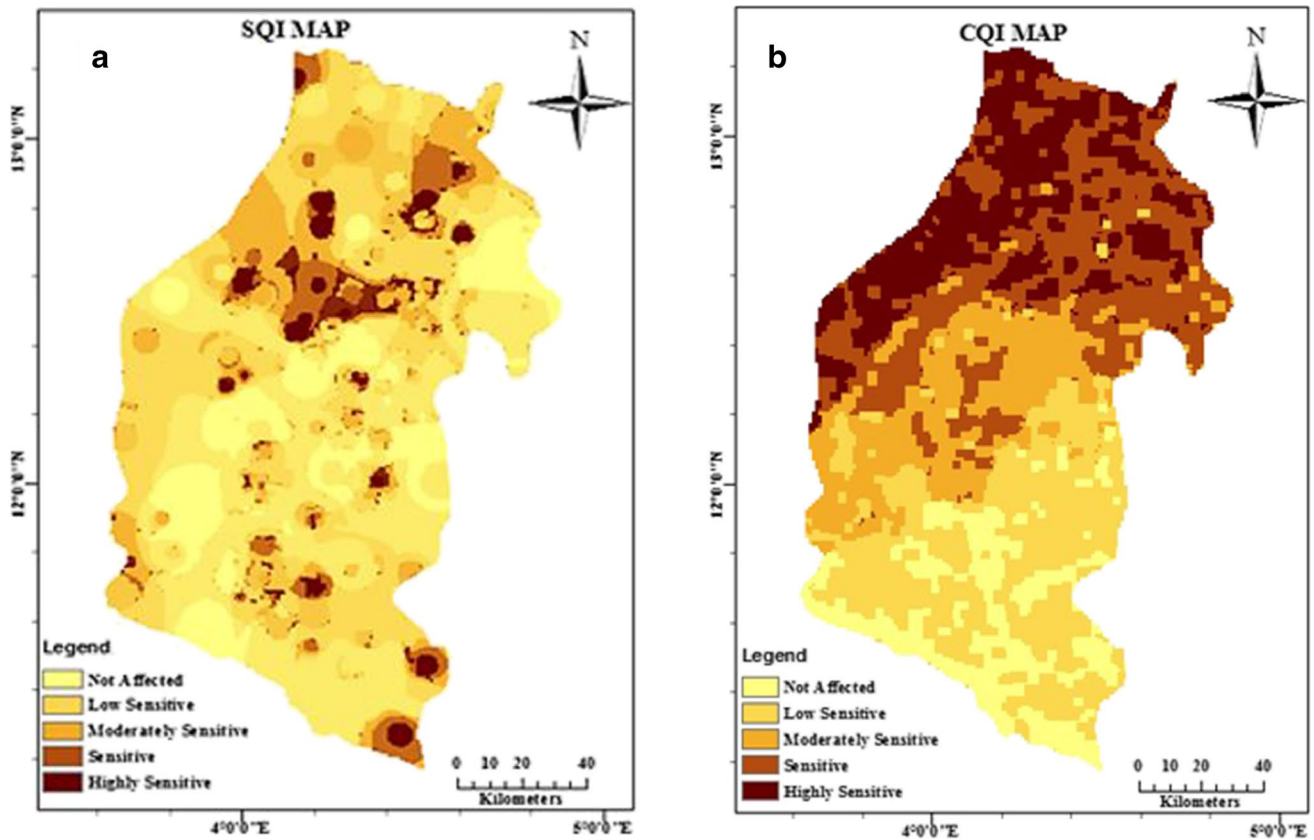 SQI MAP
a
N
13°0'0"N
12°0'0"N
Legend
Not Affected
Low Sensitive
Moderately Sensitive
Sensitive
Highly Sensitive
0 10 20 40
Kilometers
4°0'0"E
5°0'0"E
CQI MAP
b
N
13°0'0"N
12°0'0"N
Legend
Not Affected
Low Sensitive
Moderately Sensitive
Sensitive
Highly Sensitive
0 10 20 40
Kilometers
4°0'0"E
5°0'0"E